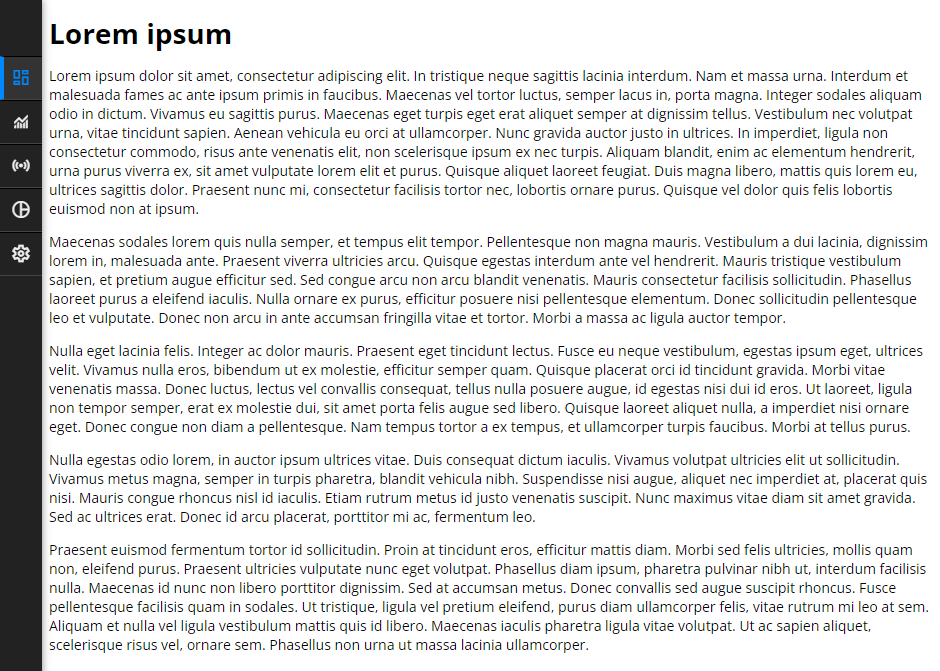 Lorem ipsum
Lorem ipsum dolor sit amet, consectetur adipiscing elit. In tristique neque sagittis lacinia interdum. Nam et massa urna. Interdum et
malesuada fames ac ante ipsum primis in faucibus. Maecenas vel tortor luctus, semper lacus in, porta magna. Integer sodales aliquam
odio in dictum. Vivamus eu sagittis purus. Maecenas eget turpis eget erat aliquet semper at dignissim tellus. Vestibulum nec volutpat
urna, vitae tincidunt sapien. Aenean vehicula eu orci at ullamcorper. Nunc gravida auctor justo in ultrices. In imperdiet, ligula non
consectetur commodo, risus ante venenatis elit, non scelerisque ipsum ex nec turpis. Aliquam blandit, enim ac elementum hendrerit,
urna purus viverra ex, sit amet vulputate lorem elit et purus. Quisque aliquet laoreet feugiat. Duis magna libero, mattis quis lorem eu,
ultrices sagittis dolor. Praesent nunc mi, consectetur facilisis tortor nec, lobortis ornare purus. Quisque vel dolor quis felis lobortis
euismod non at ipsum.
Maecenas sodales lorem quis nulla semper, et tempus elit tempor. Pellentesque non magna mauris. Vestibulum a dui lacinia, dignissim
lorem in, malesuada ante. Praesent viverra ultricies arcu. Quisque egestas interdum ante vel hendrerit. Mauris tristique vestibulum
sapien, et pretium augue efficitur sed. Sed congue arcu non arcu blandit venenatis. Mauris consectetur facilisis sollicitudin. Phasellus
laoreet purus a eleifend iaculis. Nulla ornare ex purus, efficitur posuere nisi pellentesque elementum. Donec sollicitudin pellentesque
leo et vulputate. Donec non arcu in ante accumsan fringilla vitae et tortor. Morbi a massa ac ligula auctor tempor.
Nulla eget lacinia felis. Integer ac dolor mauris. Praesent eget tincidunt lectus. Fusce eu neque vestibulum, egestas ipsum eget, ultrices
velit. Vivamus nulla eros, bibendum ut ex molestie, efficitur semper quam. Quisque placerat orci id tincidunt gravida. Morbi vitae
venenatis massa. Donec luctus, lectus vel convallis consequat, tellus nulla posuere augue, id egestas nisi dui id eros. Ut laoreet, ligula
non tempor semper, erat ex molestie dui, sit amet porta felis augue sed libero. Quisque laoreet aliquet nulla, a imperdiet nisi ornare
eget. Donec congue non diam a pellentesque. Nam tempus tortor a ex tempus, et ullamcorper turpis faucibus. Morbi at tellus purus.
Nulla egestas odio lorem, in auctor ipsum ultrices vitae. Duis consequat dictum iaculis. Vivamus volutpat ultricies elit ut sollicitudin.
Vivamus metus magna, semper in turpis pharetra, blandit vehicula nibh. Suspendisse nisi augue, aliquet nec imperdiet at, placerat quis
nisi. Mauris congue rhoncus nisl id iaculis. Etiam rutrum metus id justo venenatis suscipit. Nunc maximus vitae diam sit amet gravida.
Sed ac ultrices erat. Donec id arcu placerat, porttitor mi ac, fermentum leo.
Praesent euismod fermentum tortor id sollicitudin. Proin at tincidunt eros, efficitur mattis diam. Morbi sed felis ultricies, mollis quam
non, eleifend purus. Praesent ultricies vulputate nunc eget volutpat. Phasellus diam ipsum, pharetra pulvinar nibh ut, interdum facilisis
nulla. Maecenas id nunc non libero porttitor dignissim. Sed at accumsan metus. Donec convallis sed augue suscipit rhoncus. Fusce
pellentesque facilisis quam in sodales. Ut tristique, ligula vel pretium eleifend, purus diam ullamcorper felis, vitae rutrum mi leo at sem.
Aliquam et nulla vel ligula vestibulum mattis quis id libero. Maecenas iaculis pharetra ligula vitae volutpat. Ut ac sapien aliquet,
scelerisque risus vel, ornare sem. Phasellus non urna ut massa lacinia ullamcorper.